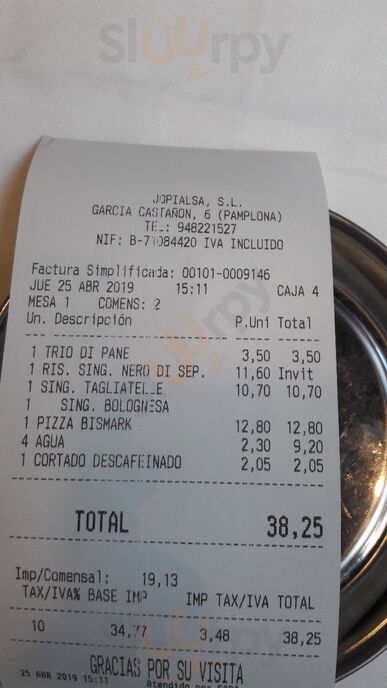 Sluurpy
JOPIALSA, S.L.
GARCIA CASTAÑON, 6 (PAMPLONA)
TEL.: 948221527
NIF: B-71084420 IVA INCLUIDO
Factura Simplificada: 00101-0009146
JUE 25 ABR 2019 15:11 CAJA 4
MESA 1 COMENS: 2
Un. Descripción P.Uni Total
1 TRIO DI PANE 3,50 3,50
1 RIS. SING. NERO DI SEP. 11,60 Invit
1 SING. TAGLIATELLE 10,70 10,70
1 SING. BOLOGNESA
1 PIZZA BISMARK 12,80 12,80
4 AGUA 2,30 9,20
1 CORTADO DESCAFEINADO 2,05 2,05
TOTAL 38,25
Imp/Comensal: 19,13
TAX/IVA% BASE IMP IMP TAX/IVA TOTAL
10 34,77 3,48 38,25
GRACIAS POR SU VISITA
25 ABR 2019 15:11 Atendido por